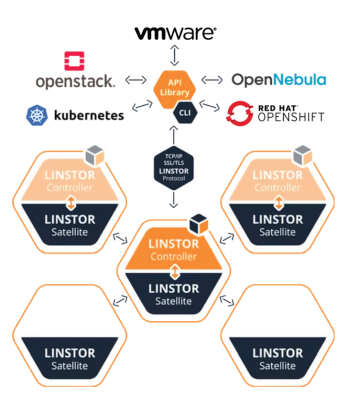 vmware®
openstack.
API
Library
OpenNebula
kubernetes
CLI
RED HAT®
OPENSHIFT
TCP/IP
SSL/TLS
LINSTOR
Protocol
LINSTOR
Controller
LINSTOR
Satellite
LINSTOR
Controller
LINSTOR
Satellite
LINSTOR
Controller
LINSTOR
Satellite
LINSTOR
Satellite
LINSTOR
Satellite